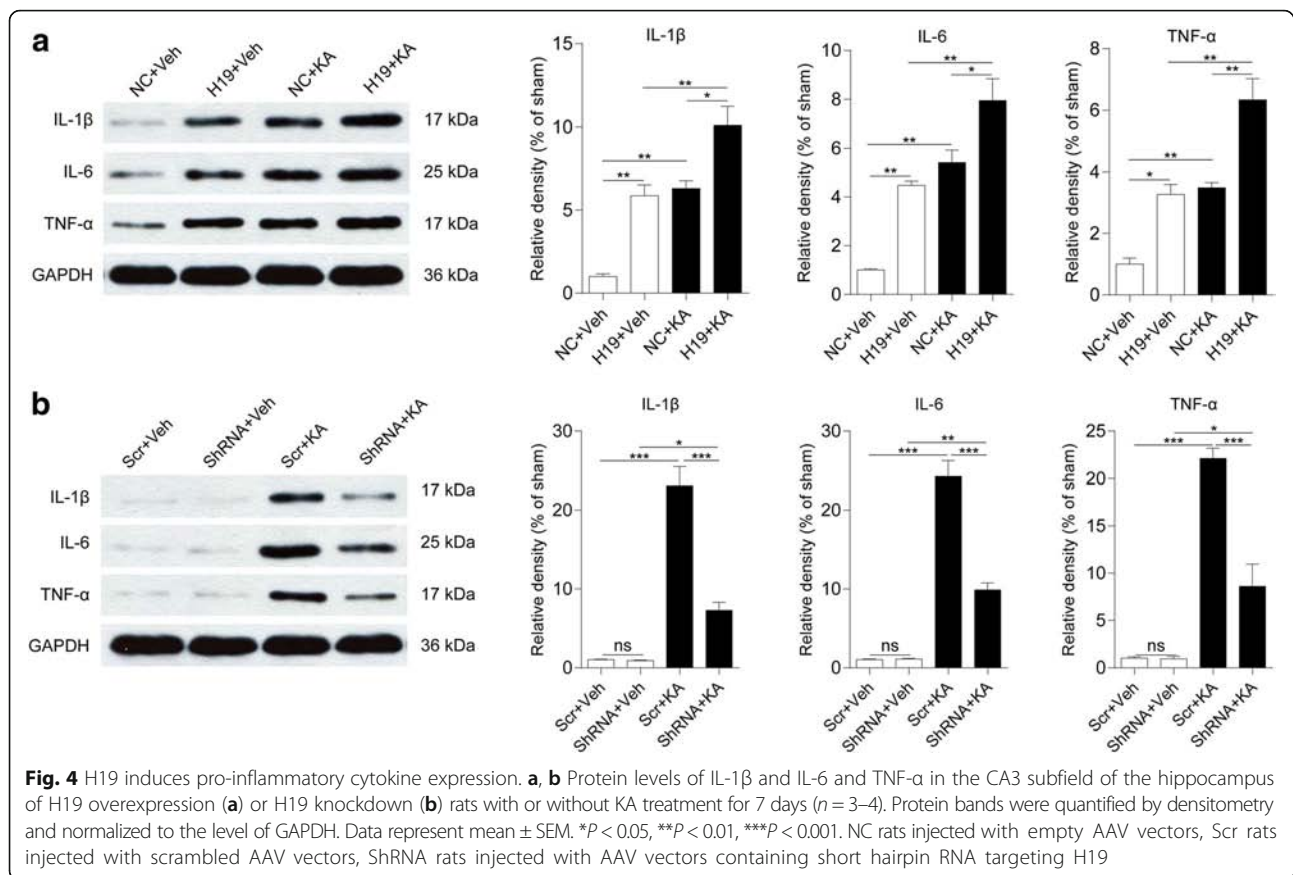 a
NC+Veh
H19+Veh
NC+KA
H19+KA
IL-1β
17 kDa
IL-6
25 kDa
TNF-α
17 kDa
GAPDH
36 kDa
IL-1β
Relative density (% of sham)
15
10
5
0
**
**
**
*
NC+Veh
H19+Veh
NC+KA
H19+KA
IL-6
Relative density (% of sham)
10
8
6
4
2
0
**
*
**
**
NC+Veh
H19+Veh
NC+KA
H19+KA
TNF-α
Relative density (% of sham)
8
6
4
2
0
**
**
**
*
NC+Veh
H19+Veh
NC+KA
H19+KA
b
Scr+Veh
ShRNA+Veh
Scr+KA
ShRNA+KA
IL-1β
17 kDa
IL-6
25 kDa
TNF-α
17 kDa
GAPDH
36 kDa
IL-1β
Relative density (% of sham)
30
20
10
0
*
***
***
ns
Scr+Veh
ShRNA+Veh
Scr+KA
ShRNA+KA
IL-6
Relative density (% of sham)
30
20
10
0
**
***
***
ns
Scr+Veh
ShRNA+Veh
Scr+KA
ShRNA+KA
TNF-α
Relative density (% of sham)
25
20
15
10
5
0
*
***
***
ns
Scr+Veh
ShRNA+Veh
Scr+KA
ShRNA+KA
Fig. 4 H19 induces pro-inflammatory cytokine expression. a, b Protein levels of IL-1β and IL-6 and TNF-α in the CA3 subfield of the hippocampus
of H19 overexpression (a) or H19 knockdown (b) rats with or without KA treatment for 7 days (n = 3–4). Protein bands were quantified by densitometry
and normalized to the level of GAPDH. Data represent mean ± SEM. *P < 0.05, **P < 0.01, ***P < 0.001. NC rats injected with empty AAV vectors, Scr rats
injected with scrambled AAV vectors, ShRNA rats injected with AAV vectors containing short hairpin RNA targeting H19